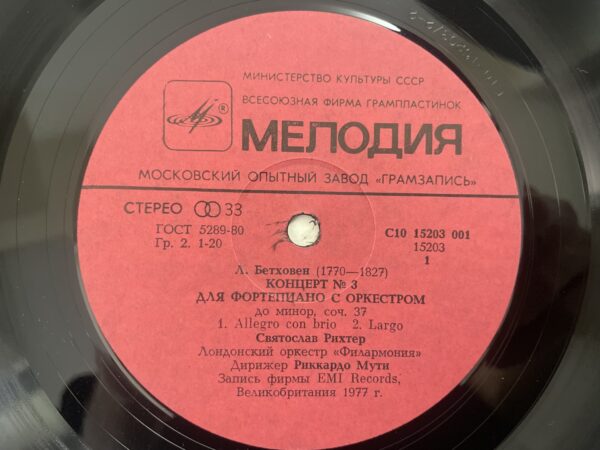 МИНИСТЕРСТВО КУЛЬТУРЫ СССР
ВСЕСОЮЗНАЯ ФИРМА ГРАМПЛАСТИНОК
®
МЕЛОДИЯ
МОСКОВСКИЙ ОПЫТНЫЙ ЗАВОД «ГРАМЗАПИСЬ»
СТЕРЕО 33
ГОСТ 5289-80
Гр. 2. 1-20
С10 15203 001
15203
1
Л. Бетховен (1770—1827)
КОНЦЕРТ № 3
ДЛЯ ФОРТЕПИАНО С ОРКЕСТРОМ
до минор, соч. 37
1. Allegro con brio 2. Largo
Святослав Рихтер
Лондонский оркестр «Филармония»
Дирижер Риккардо Мути
Запись фирмы EMI Records,
Великобритания 1977 г.